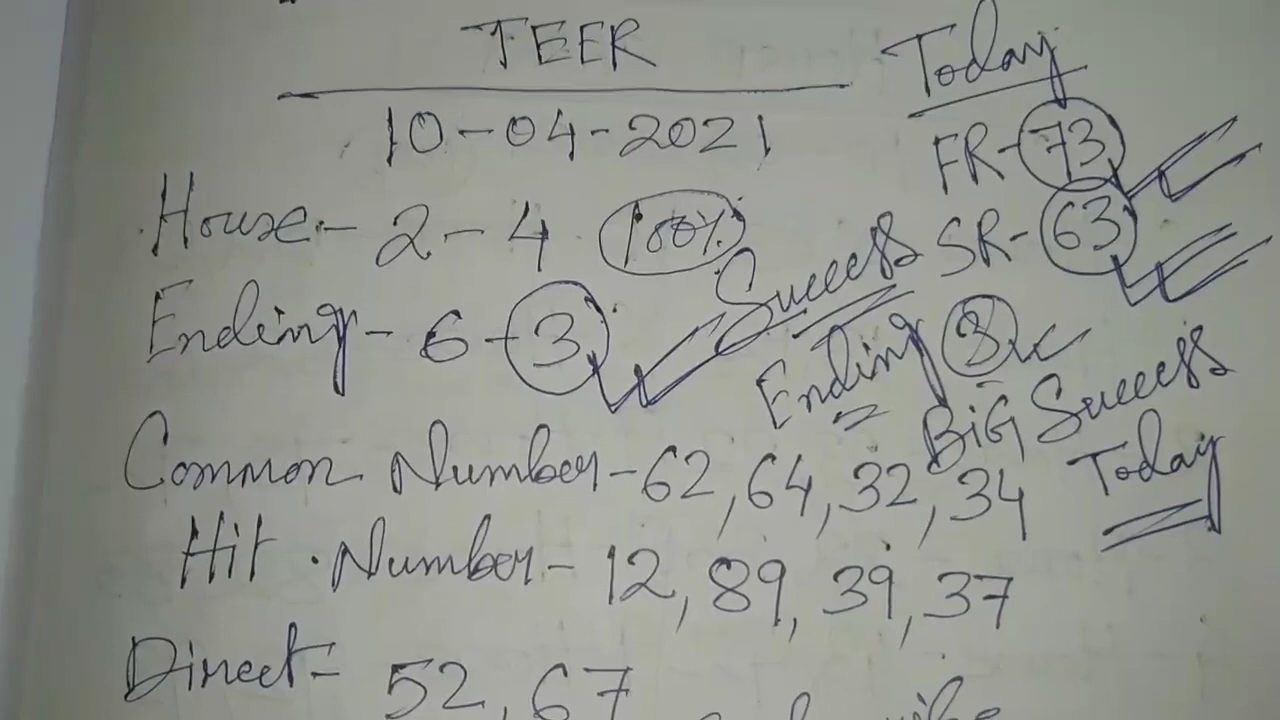 TEER
10-04-2021
House - 2 - 4 100%
Ending - 6 - 3 Success
Common Number - 62, 64, 32, 34
Hit Number - 12, 89, 39, 37
Direct - 52, 67
Today
FR - 73
SR - 63
Ending 3
BiG Success
Today